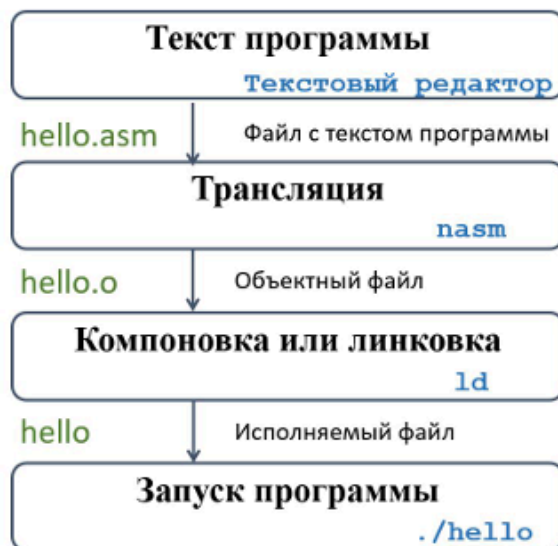 Текст программы
Текстовый редактор
hello.asm Файл с текстом программы
Трансляция
nasm
hello.o Объектный файл
Компоновка или линковка
ld
hello Исполняемый файл
Запуск программы
./hello